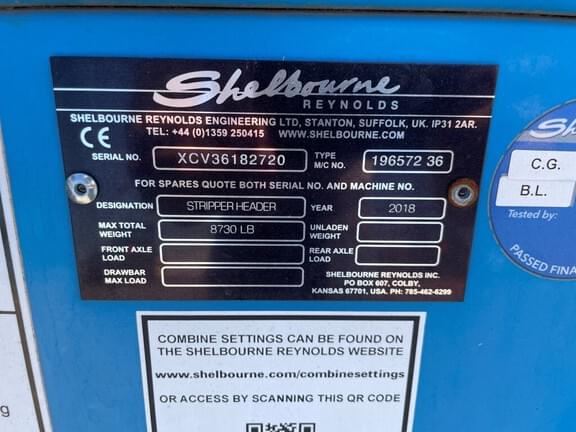 Shelbourne
REYNOLDS
SHELBOURNE REYNOLDS ENGINEERING LTD, STANTON, SUFFOLK, UK. IP31 2AR.
CE TEL: +44 (0)1359 250415 WWW.SHELBOURNE.COM
SERIAL NO. XCV36182720 TYPE M/C NO. 196572 36
FOR SPARES QUOTE BOTH SERIAL NO. AND MACHINE NO.
DESIGNATION STRIPPER HEADER YEAR 2018
MAX TOTAL WEIGHT 8730 LB UNLADEN WEIGHT
FRONT AXLE LOAD REAR AXLE LOAD
DRAWBAR MAX LOAD
SHELBOURNE REYNOLDS INC.
PO BOX 607, COLBY,
KANSAS 67701, USA. PH: 785-462-6299
COMBINE SETTINGS CAN BE FOUND ON
THE SHELBOURNE REYNOLDS WEBSITE
www.shelbourne.com/combinesettings
OR ACCESS BY SCANNING THIS QR CODE
Sh
C.G.
B.L.
Tested by:
PASSED FINA
g